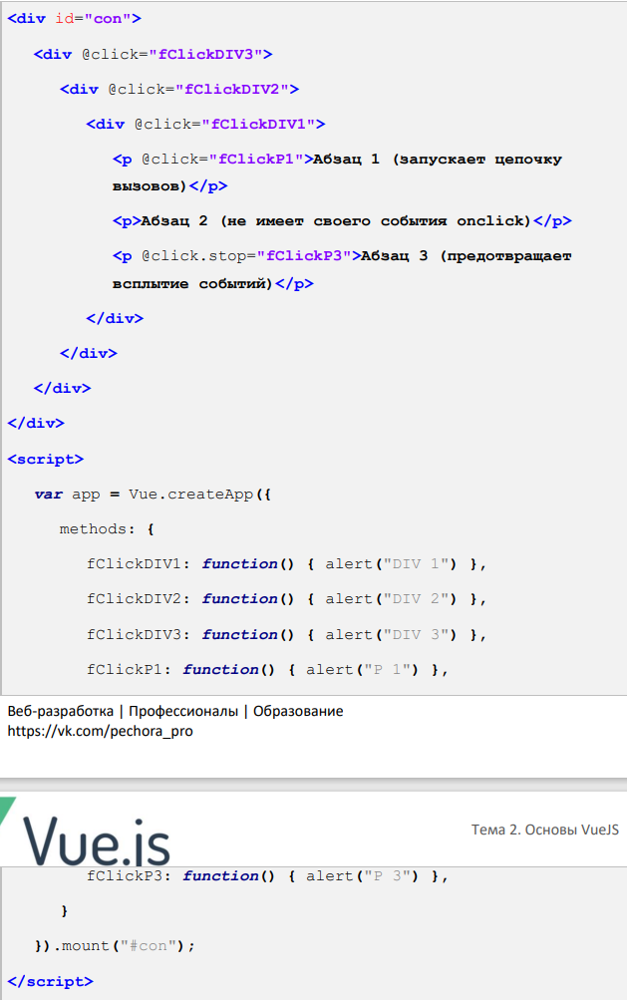 <div id="con">
<div @click="fClickDIV3">
<div @click="fClickDIV2">
<div @click="fClickDIV1">
<p @click="fClickP1">Абзац 1 (запускает цепочку
вызовов)</p>
<p>Абзац 2 (не имеет своего события onclick)</p>
<p @click.stop="fClickP3">Абзац 3 (предотвращает
всплытие событий)</p>
</div>
</div>
</div>
</div>
<script>
var app = Vue.createApp({
methods: {
fClickDIV1: function() { alert("DIV 1") },
fClickDIV2: function() { alert("DIV 2") },
fClickDIV3: function() { alert("DIV 3") },
fClickP1: function() { alert("P 1") },
Веб-разработка | Профессионалы | Образование
https://vk.com/pechora_pro
Vue.js
Тема 2. Основы VueJS
fClickP3: function() { alert("P 3") },
}
}).mount("#con");
</script>